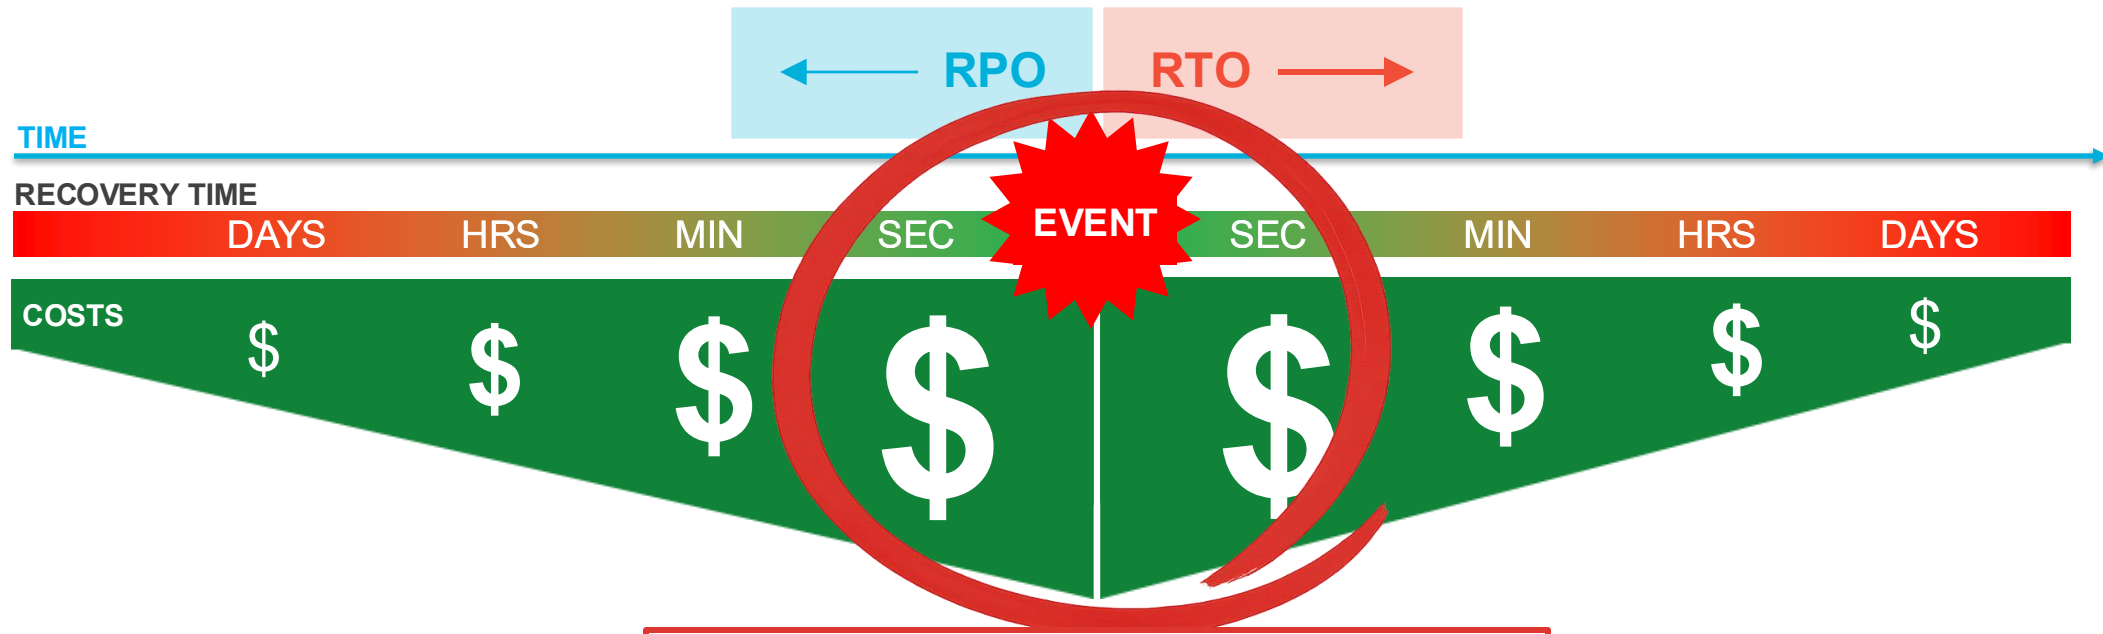 RPO RTO
TIME
RECOVERY TIME
DAYS HRS MIN SEC EVENT SEC MIN HRS DAYS
COSTS
$ $ $ $ $ $ $ $